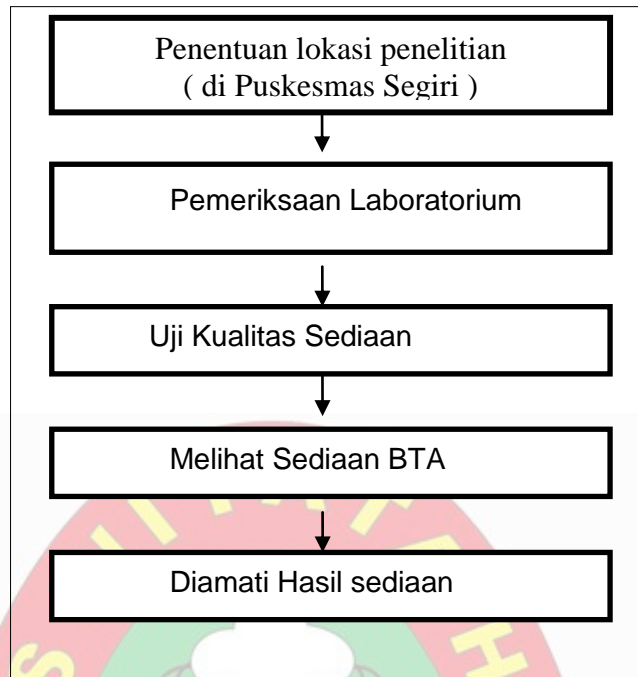 Penentuan lokasi penelitian
( di Puskesmas Segiri )
Pemeriksaan Laboratorium
Uji Kualitas Sediaan
Melihat Sediaan BTA
Diamati Hasil sediaan